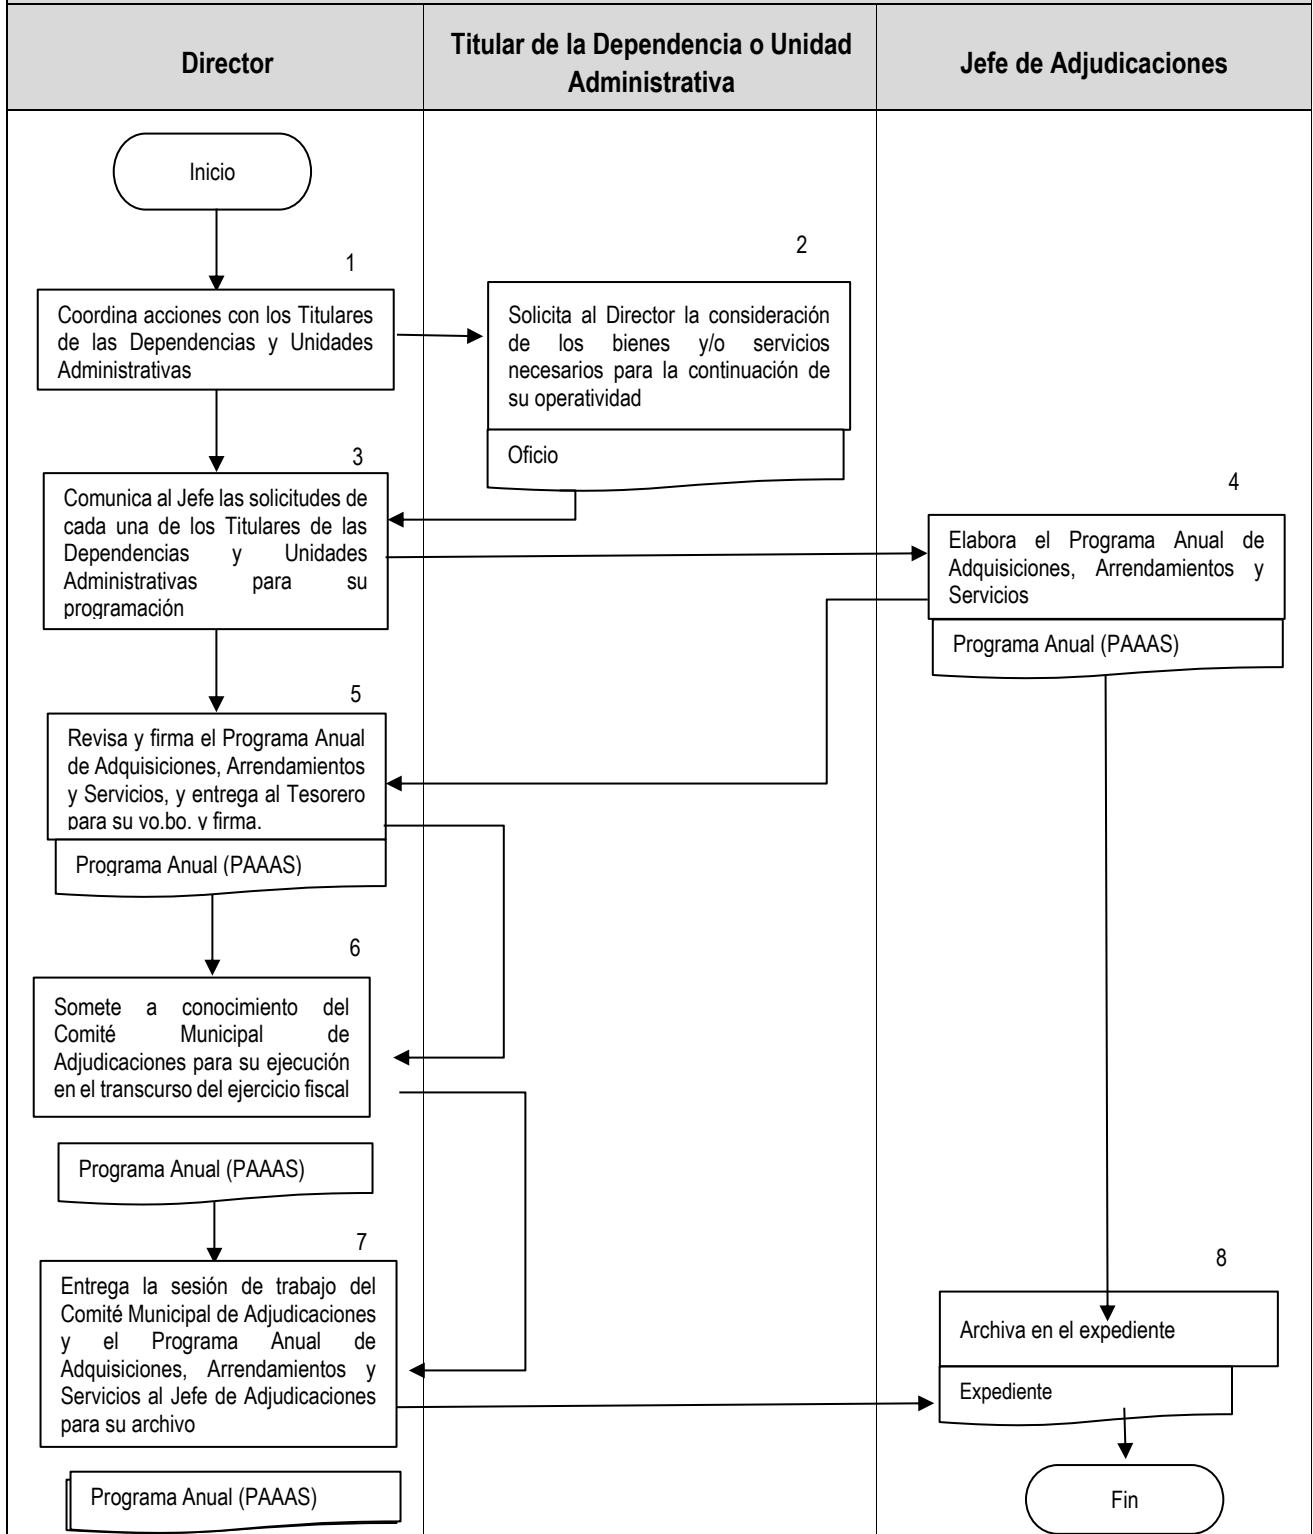 Director
Titular de la Dependencia o Unidad
Administrativa
Jefe de Adjudicaciones
Inicio
1
Coordina acciones con los Titulares
de las Dependencias y Unidades
Administrativas
2
Solicita al Director la consideración
de los bienes y/o servicios
necesarios para la continuación de
su operatividad
Oficio
3
Comunica al Jefe las solicitudes de
cada una de los Titulares de las
Dependencias y Unidades
Administrativas para su
programación
4
Elabora el Programa Anual de
Adquisiciones, Arrendamientos y
Servicios
Programa Anual (PAAAS)
5
Revisa y firma el Programa Anual
de Adquisiciones, Arrendamientos
y Servicios, y entrega al Tesorero
para su vo.bo. y firma.
Programa Anual (PAAAS)
6
Somete a conocimiento del
Comité Municipal de
Adjudicaciones para su ejecución
en el transcurso del ejercicio fiscal
Programa Anual (PAAAS)
7
Entrega la sesión de trabajo del
Comité Municipal de Adjudicaciones
y el Programa Anual de
Adquisiciones, Arrendamientos y
Servicios al Jefe de Adjudicaciones
para su archivo
Programa Anual (PAAAS)
8
Archiva en el expediente
Expediente
Fin